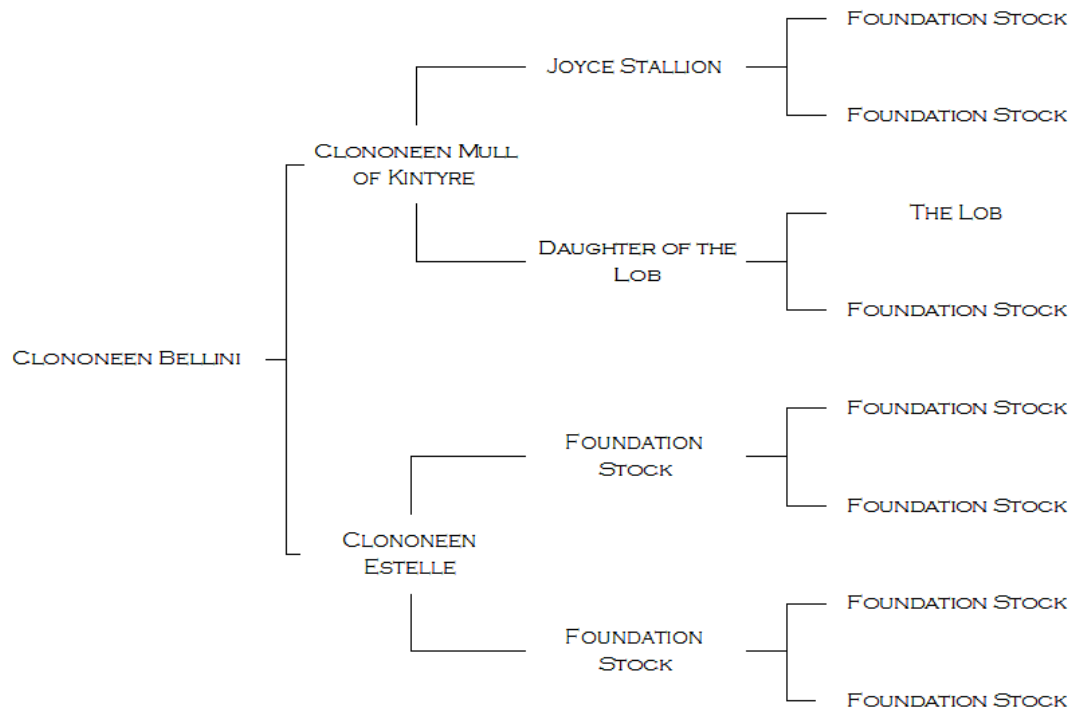 Foundation Stock
Joyce Stallion
Foundation Stock
Clononeen Mull
of Kintyre
The Lob
Daughter of the
Lob
Foundation Stock
Clononeen Bellini
Foundation Stock
Foundation
Stock
Foundation Stock
Clononeen
Estelle
Foundation Stock
Foundation
Stock
Foundation Stock